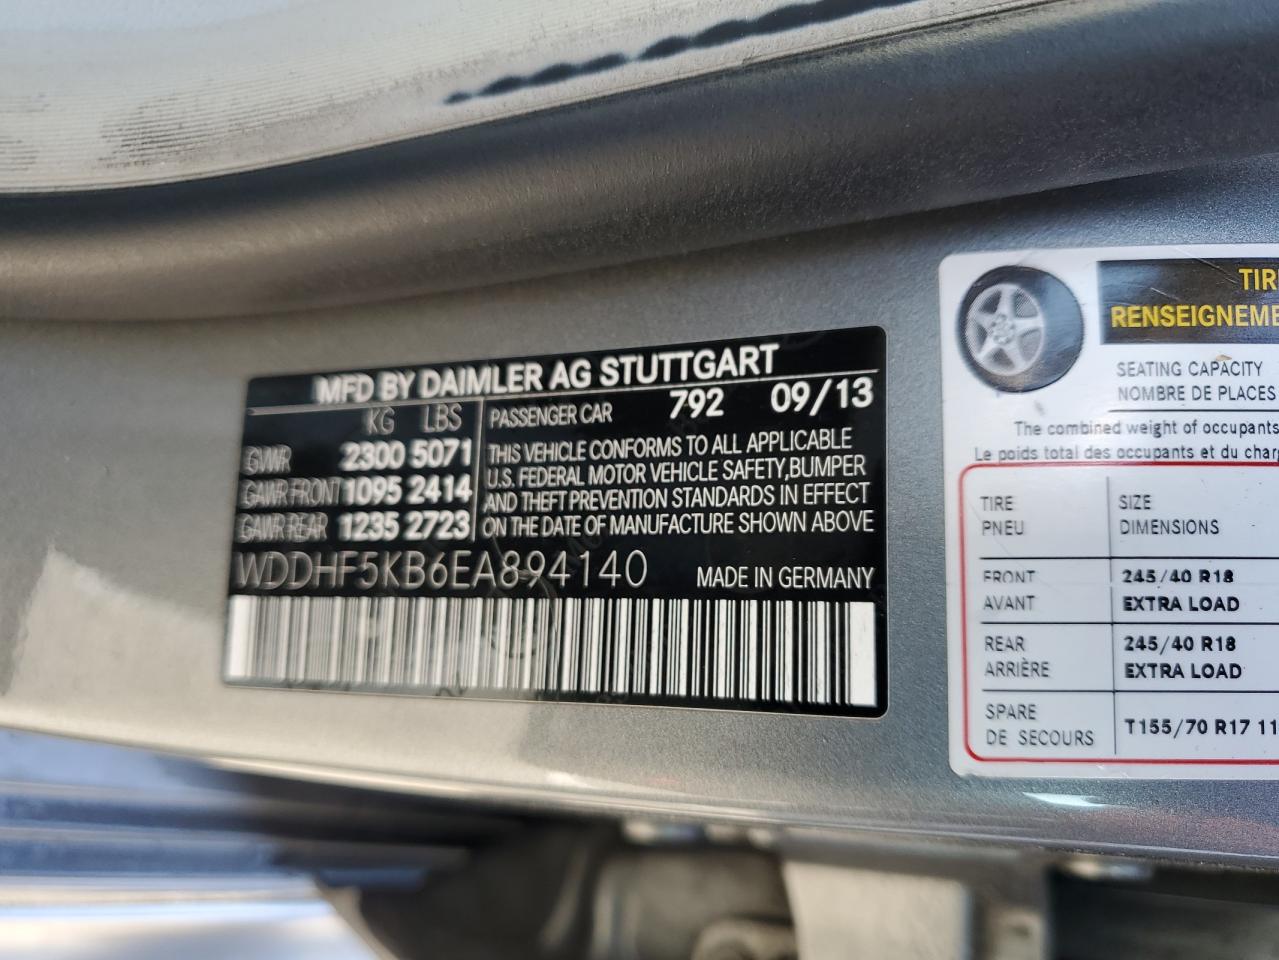 MFD BY DAIMLER AG STUTTGART
KG LBS
PASSENGER CAR 792 09/13
GVWR 2300 5071
GAWR FRONT 1095 2414
GAWR REAR 1235 2723
THIS VEHICLE CONFORMS TO ALL APPLICABLE
U.S. FEDERAL MOTOR VEHICLE SAFETY,BUMPER
AND THEFT PREVENTION STANDARDS IN EFFECT
ON THE DATE OF MANUFACTURE SHOWN ABOVE
WDDHF5KB6EA894140 MADE IN GERMANY
TIR
RENSEIGNEME
SEATING CAPACITY
NOMBRE DE PLACES
The combined weight of occupants
Le poids total des occupants et du char
TIRE SIZE
PNEU DIMENSIONS
FRONT 245/40 R18
AVANT EXTRA LOAD
REAR 245/40 R18
ARRIÈRE EXTRA LOAD
SPARE
DE SECOURS T155/70 R17 11